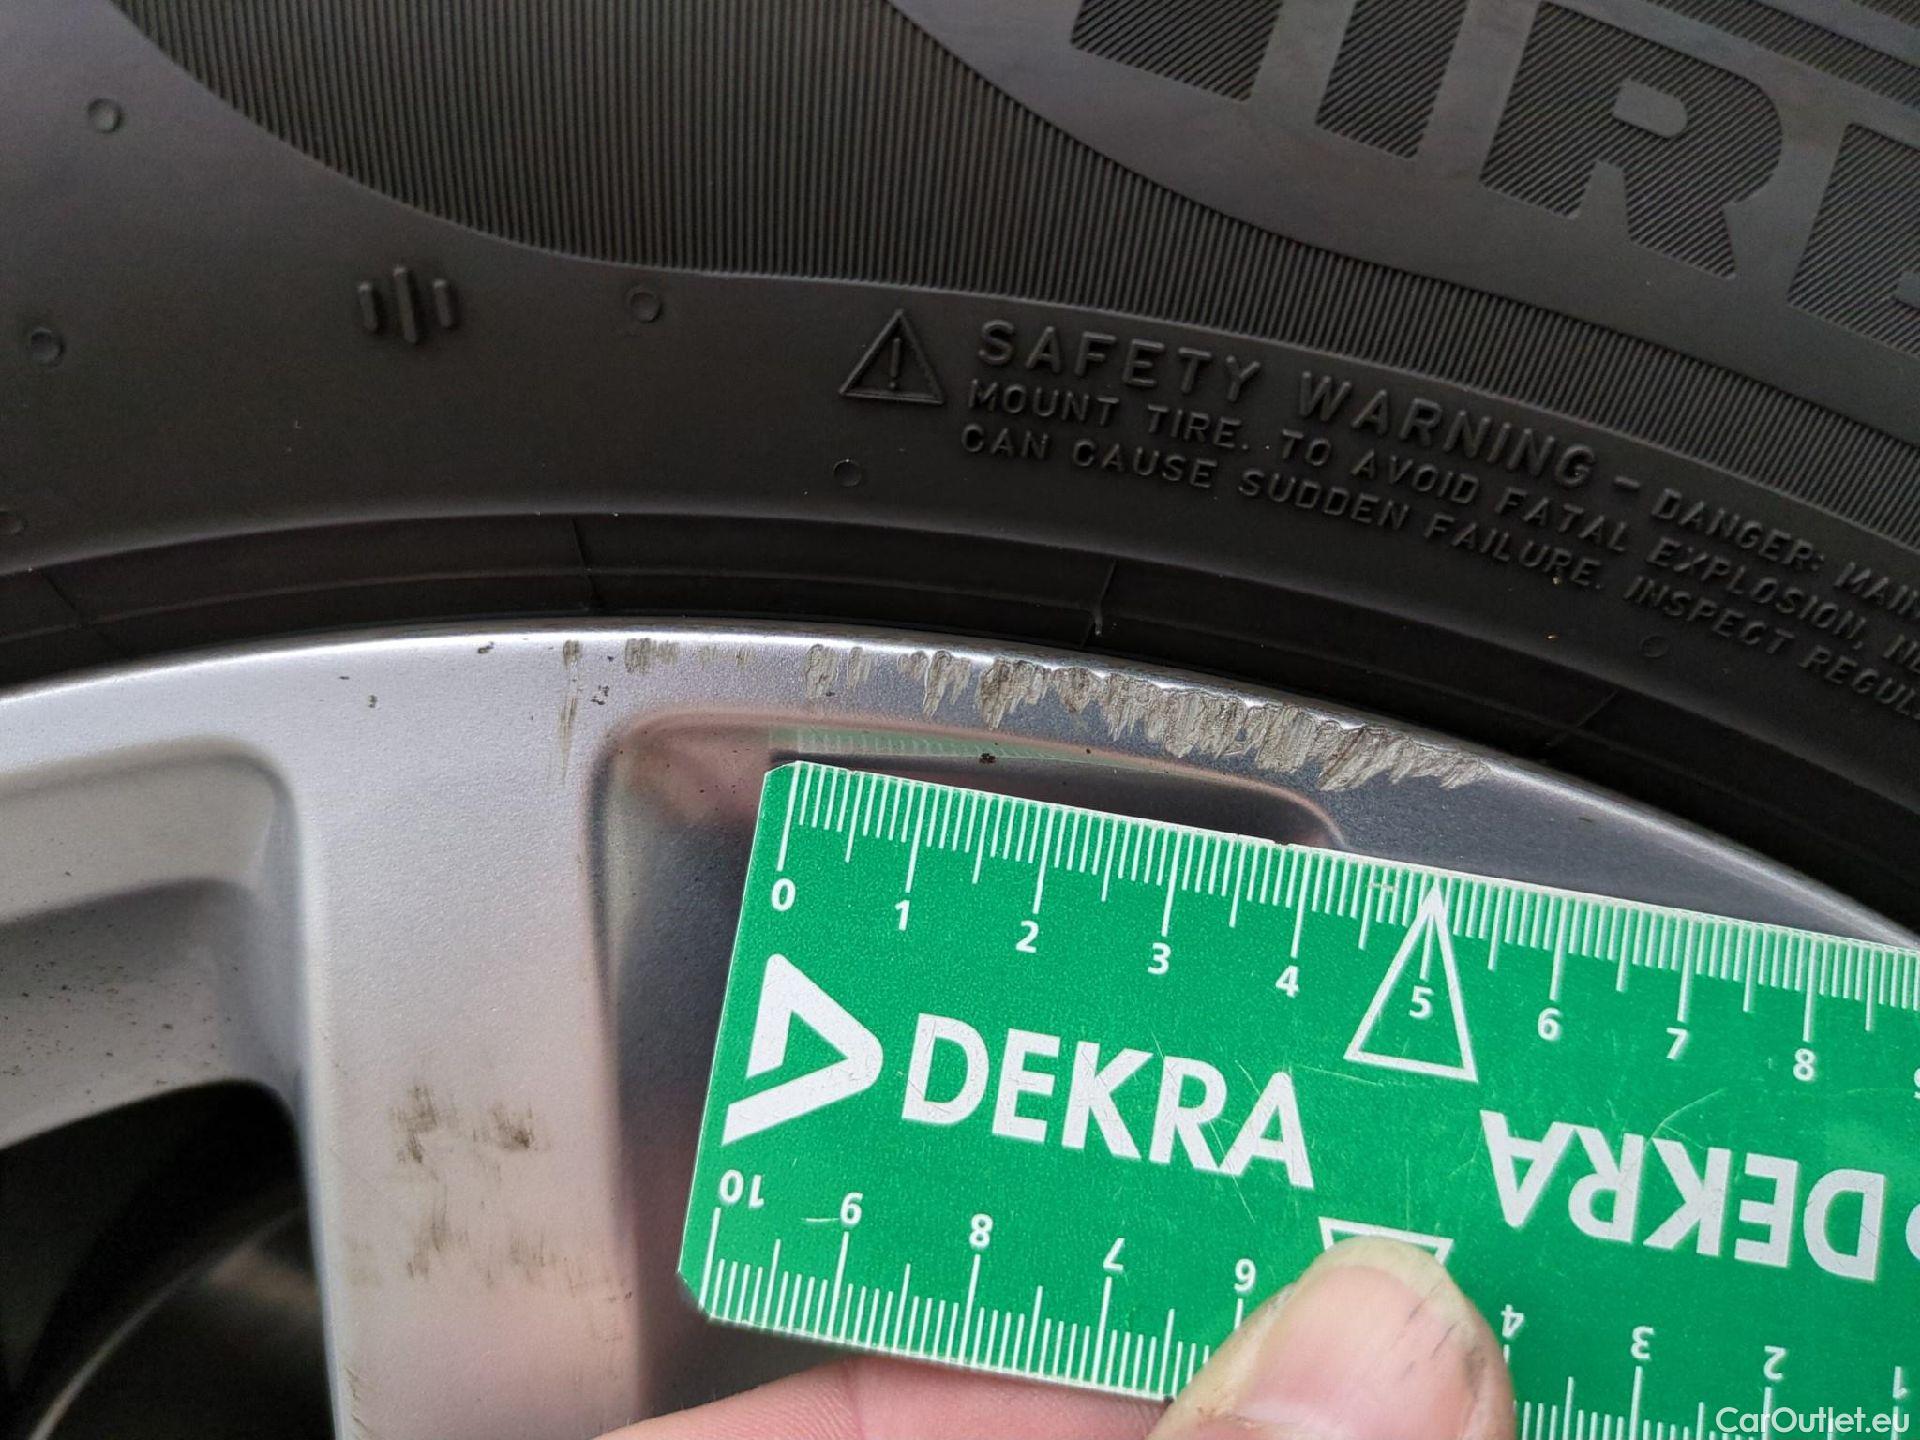 SAFETY WARNING - DANGER:
MOUNT TIRE. TO AVOID FATAL EXPLOSION,
CAN CAUSE SUDDEN FAILURE. INSPECT
0 1 2 3 4 5 6 7 8
DEKRA
DEKRA
10 9 8 7 6 4 3 2 1
CarOutlet.eu